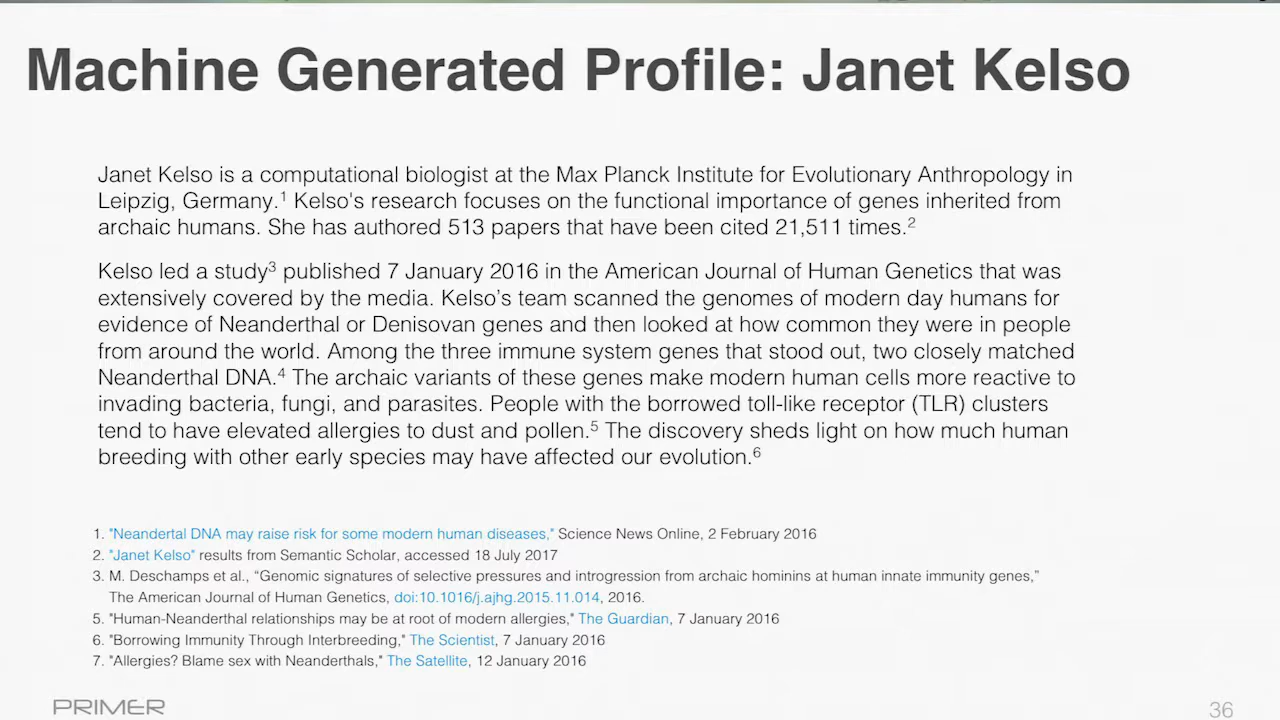 Machine Generated Profile: Janet Kelso
Janet Kelso is a computational biologist at the Max Planck Institute for Evolutionary Anthropology in
Leipzig, Germany.¹ Kelso's research focuses on the functional importance of genes inherited from
archaic humans. She has authored 513 papers that have been cited 21,511 times.²
Kelso led a study³ published 7 January 2016 in the American Journal of Human Genetics that was
extensively covered by the media. Kelso’s team scanned the genomes of modern day humans for
evidence of Neanderthal or Denisovan genes and then looked at how common they were in people
from around the world. Among the three immune system genes that stood out, two closely matched
Neanderthal DNA.⁴ The archaic variants of these genes make modern human cells more reactive to
invading bacteria, fungi, and parasites. People with the borrowed toll-like receptor (TLR) clusters
tend to have elevated allergies to dust and pollen.⁵ The discovery sheds light on how much human
breeding with other early species may have affected our evolution.⁶
1. "Neandertal DNA may raise risk for some modern human diseases," Science News Online, 2 February 2016
2. "Janet Kelso" results from Semantic Scholar, accessed 18 July 2017
3. M. Deschamps et al., “Genomic signatures of selective pressures and introgression from archaic hominins at human innate immunity genes,”
The American Journal of Human Genetics, doi:10.1016/j.ajhg.2015.11.014, 2016.
5. "Human-Neanderthal relationships may be at root of modern allergies," The Guardian, 7 January 2016
6. "Borrowing Immunity Through Interbreeding," The Scientist, 7 January 2016
7. "Allergies? Blame sex with Neanderthals," The Satellite, 12 January 2016
PRIMER
36